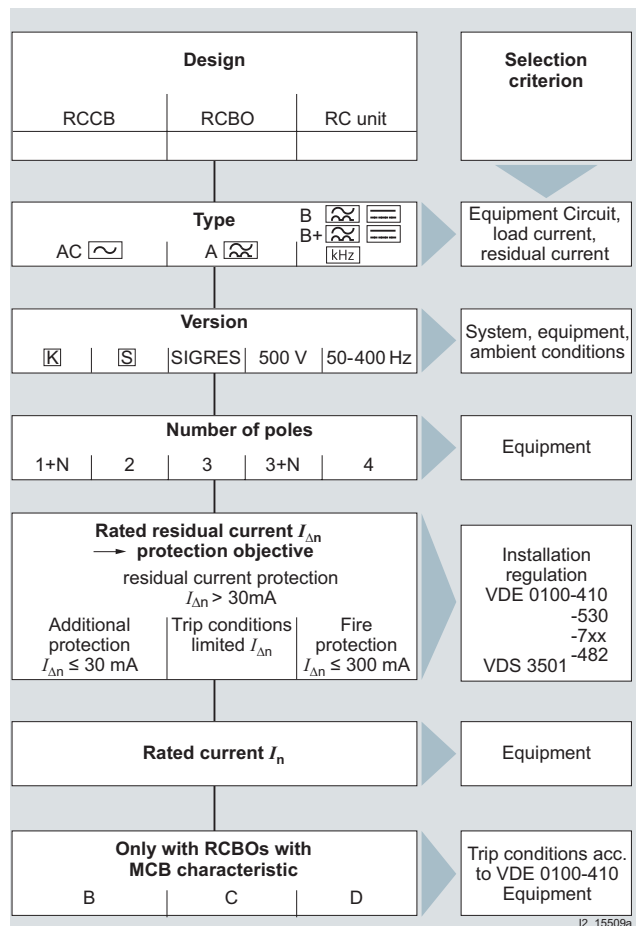 Design
RCCB RCBO RC unit
Selection
criterion
Type
AC A
B
B+
kHz
Equipment Circuit,
load current,
residual current
Version
K S SIGRES 500 V 50-400 Hz
System, equipment,
ambient conditions
Number of poles
1+N 2 3 3+N 4
Equipment
Rated residual current IΔn
→ protection objective
residual current protection
IΔn > 30mA
Additional
protection
IΔn ≤ 30 mA
Trip conditions
limited IΔn
Fire
protection
IΔn ≤ 300 mA
Installation
regulation
VDE 0100-410
-530
-7xx
-482
VDS 3501
Rated current In
Equipment
Only with RCBOs with
MCB characteristic
B C D
Trip conditions acc.
to VDE 0100-410
Equipment
I2_15509a